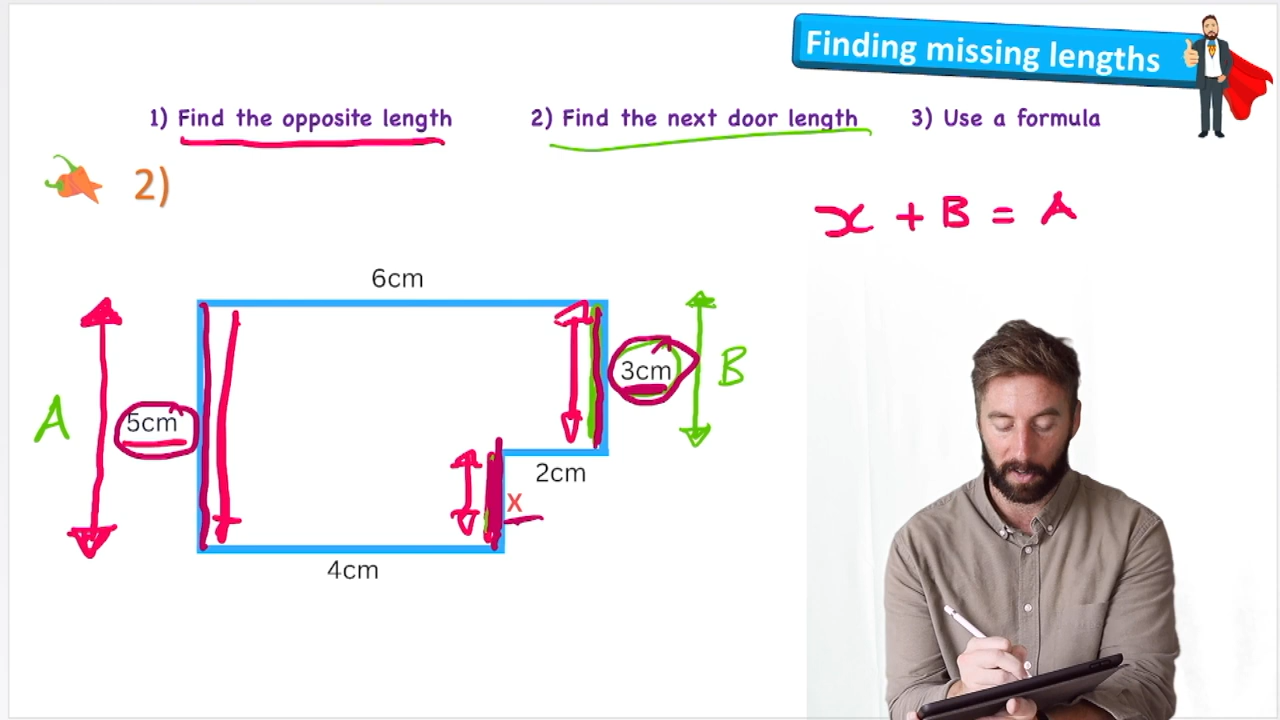 Finding missing lengths
1) Find the opposite length 2) Find the next door length 3) Use a formula
2)
x + B = A
6cm
3cm
B
A
5cm
2cm
x
4cm